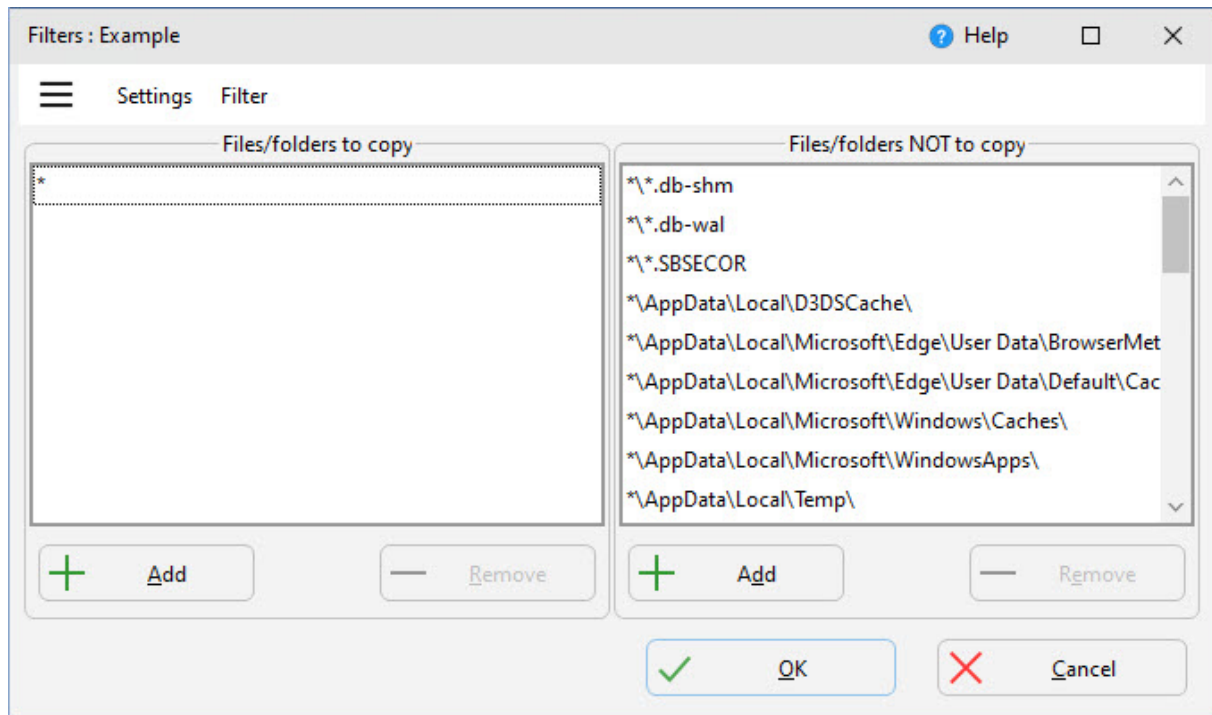 Filters : Example
? Help
Settings Filter
Files/folders to copy
*
Add
Remove
Files/folders NOT to copy
*\*.db-shm
*\*.db-wal
*\*.SBSECOR
*\AppData\Local\D3DSCache\
*\AppData\Local\Microsoft\Edge\User Data\BrowserMet
*\AppData\Local\Microsoft\Edge\User Data\Default\Cac
*\AppData\Local\Microsoft\Windows\Caches\
*\AppData\Local\Microsoft\WindowsApps\
*\AppData\Local\Temp\
Add
Remove
OK
Cancel